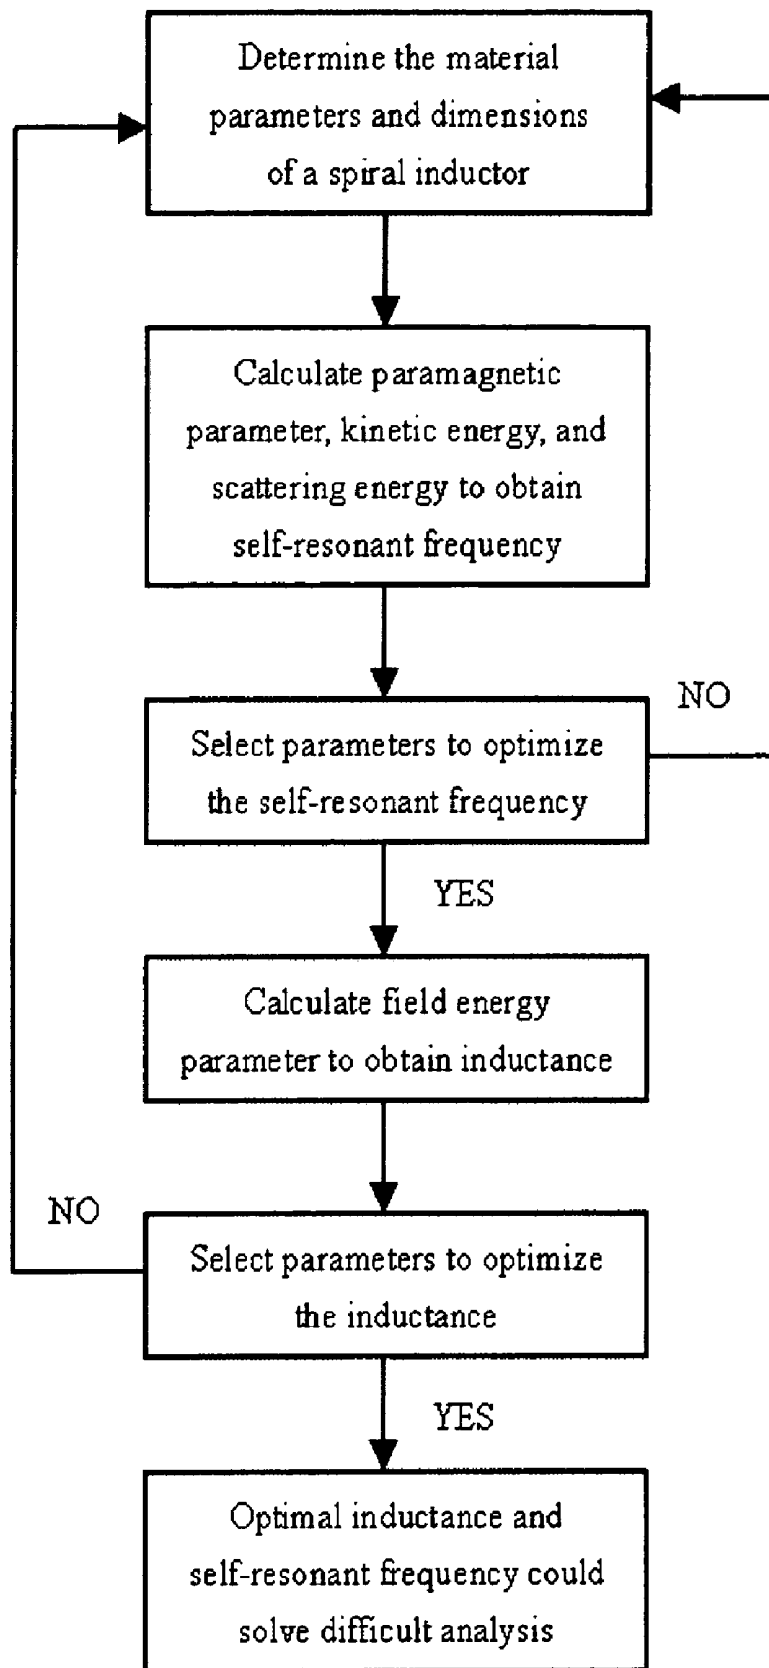 Determine the material
parameters and dimensions
of a spiral inductor
Calculate paramagnetic
parameter, kinetic energy, and
scattering energy to obtain
self-resonant frequency
NO
Select parameters to optimize
the self-resonant frequency
YES
Calculate field energy
parameter to obtain inductance
NO
Select parameters to optimize
the inductance
YES
Optimal inductance and
self-resonant frequency could
solve difficult analysis